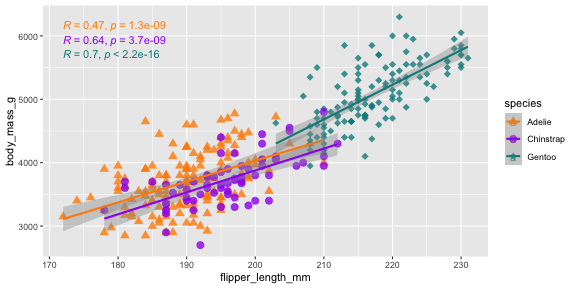 R = 0.47, p = 1.3e-09
R = 0.64, p = 3.7e-09
R = 0.7, p < 2.2e-16
6000
5000
4000
3000
body_mass_g
170 180 190 200 210 220 230
flipper_length_mm
species
Adelie
Chinstrap
Gentoo